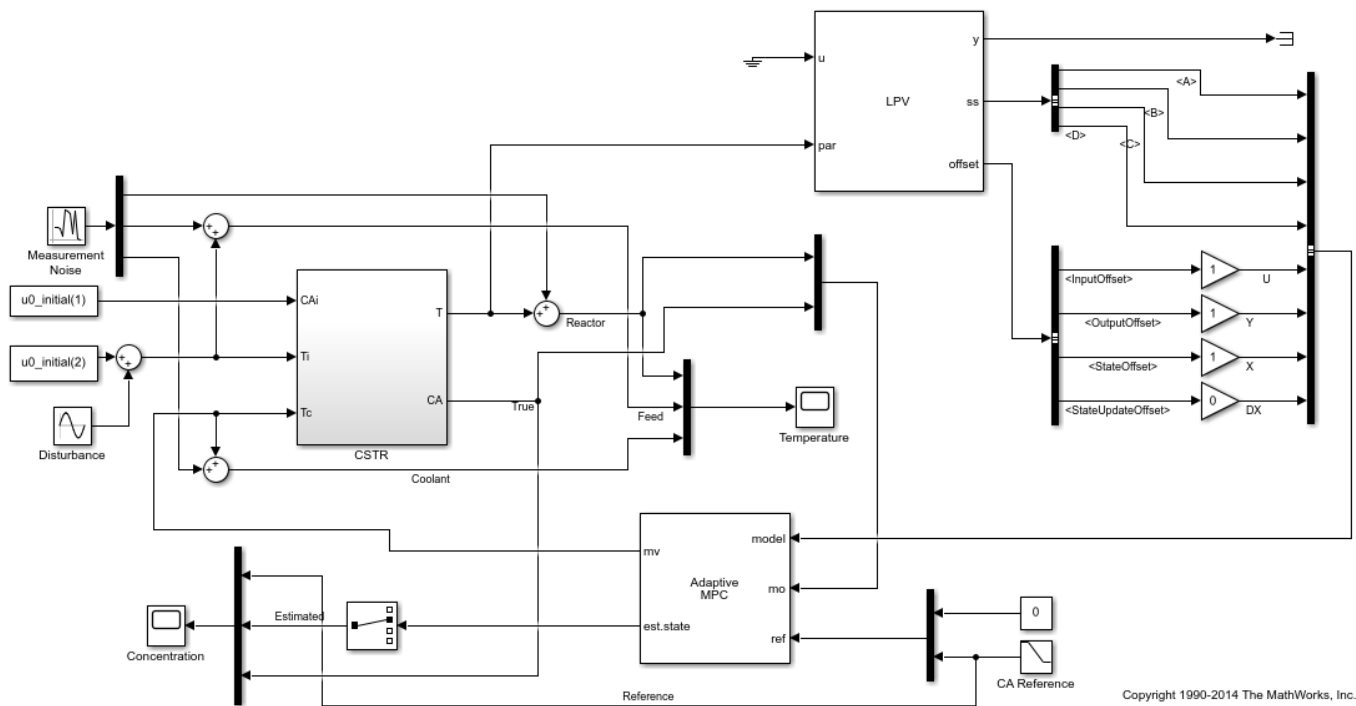 y
u
<A>
LPV
ss
<B>
<D>
<C>
par
offset
Measurement
Noise
<InputOffset>
1
U
u0_initial(1)
CAi
T
Reactor
<OutputOffset>
1
Y
u0_initial(2)
Ti
<StateOffset>
1
X
Tc
CA
True
Feed
<StateUpdateOffset>
0
DX
Disturbance
CSTR
Temperature
Coolant
model
mv
Adaptive
MPC
mo
0
Estimated
est.state
ref
Concentration
CA Reference
Reference
Copyright 1990-2014 The MathWorks, Inc.